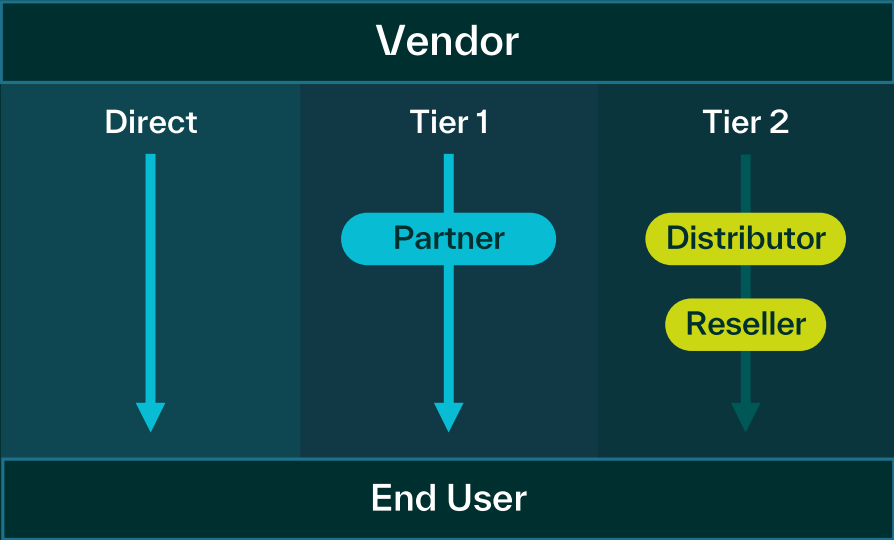 Vendor
Direct
Tier 1
Tier 2
Partner
Distributor
Reseller
End User